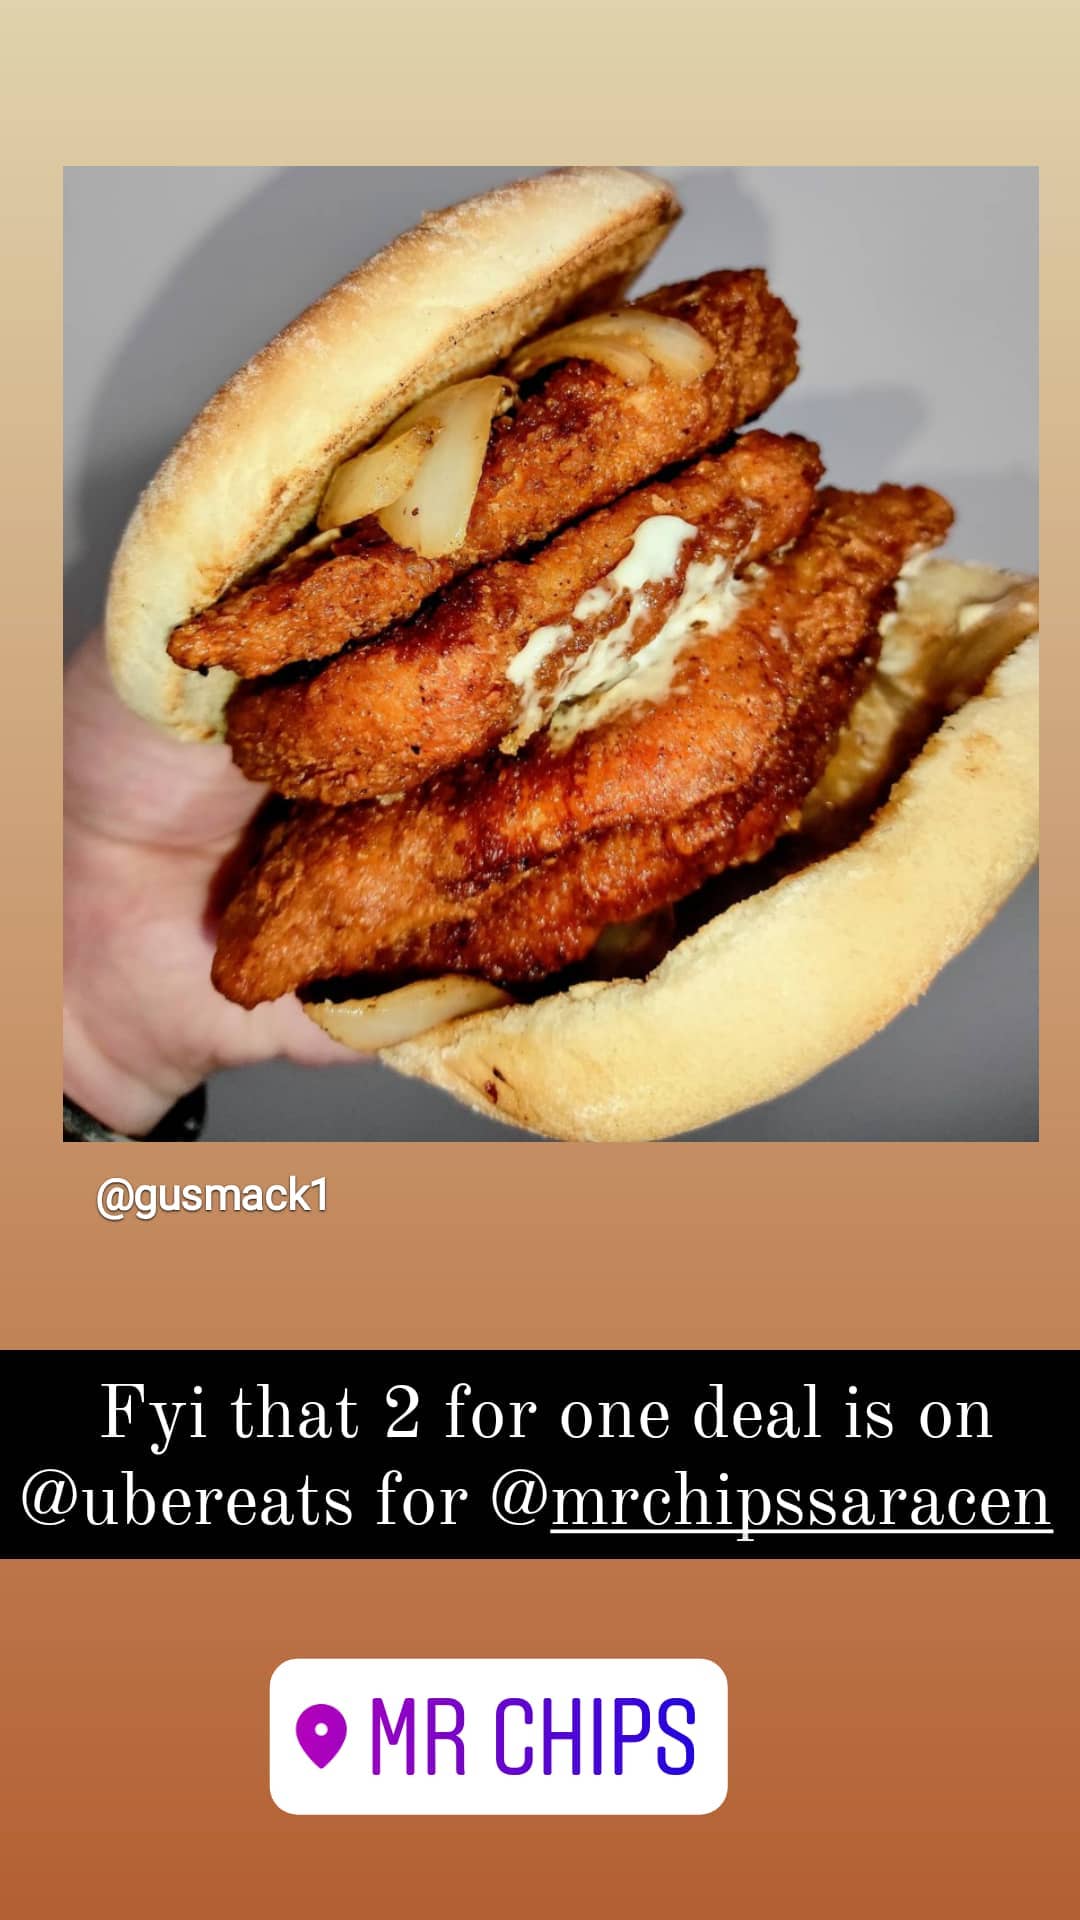 @gusmack1
Fyi that 2 for one deal is on
@ubereats for @mrchipssaracen
MR CHIPS